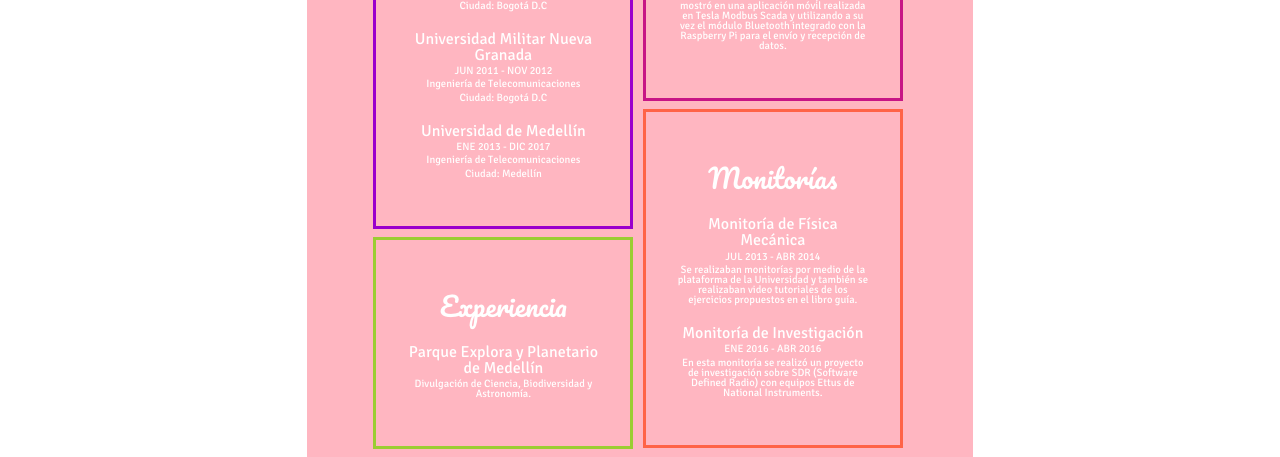 Ciudad: Bogotá D.C
Universidad Militar Nueva
Granada
JUN 2011 - NOV 2012
Ingeniería de Telecomunicaciones
Ciudad: Bogotá D.C
Universidad de Medellín
ENE 2013 - DIC 2017
Ingeniería de Telecomunicaciones
Ciudad: Medellín
Experiencia
Parque Explora y Planetario
de Medellín
Divulgación de Ciencia, Biodiversidad y
Astronomía.
mostró en una aplicación móvil realizada
en Tesla Modbus Scada y utilizando a su
vez el módulo Bluetooth integrado con la
Raspberry Pi para el envío y recepción de
datos.
Monitorías
Monitoría de Física
Mecánica
JUL 2013 - ABR 2014
Se realizaban monitorías por medio de la
plataforma de la Universidad y también se
realizaban video tutoriales de los
ejercicios propuestos en el libro guía.
Monitoría de Investigación
ENE 2016 - ABR 2016
En esta monitoría se realizó un proyecto
de investigación sobre SDR (Software
Defined Radio) con equipos Ettus de
National Instruments.